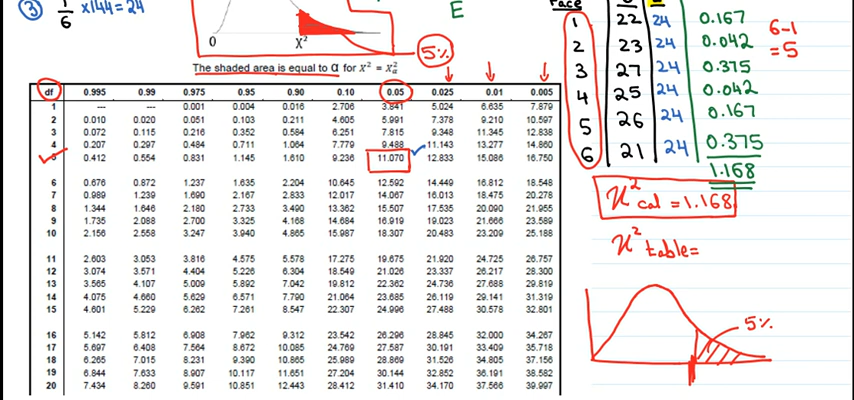 ③ 1/6 ×144=24
0 X²
E
5%
The shaded area is equal to α for χ² = χ²α
df 0.995 0.99 0.975 0.95 0.90 0.10 0.05 0.025 0.01 0.005
1 --- --- 0.001 0.004 0.016 2.706 3.841 5.024 6.635 7.879
2 0.010 0.020 0.051 0.103 0.211 4.605 5.991 7.378 9.210 10.597
3 0.072 0.115 0.216 0.352 0.584 6.251 7.815 9.348 11.345 12.838
4 0.207 0.297 0.484 0.711 1.064 7.779 9.488 11.143 13.277 14.860
5 0.412 0.554 0.831 1.145 1.610 9.236 11.070 12.833 15.086 16.750
6 0.676 0.872 1.237 1.635 2.204 10.645 12.592 14.449 16.812 18.548
7 0.989 1.239 1.690 2.167 2.833 12.017 14.067 16.013 18.475 20.278
8 1.344 1.646 2.180 2.733 3.490 13.362 15.507 17.535 20.090 21.955
9 1.735 2.088 2.700 3.325 4.168 14.684 16.919 19.023 21.666 23.589
10 2.156 2.558 3.247 3.940 4.865 15.987 18.307 20.483 23.209 25.188
11 2.603 3.053 3.816 4.575 5.578 17.275 19.675 21.920 24.725 26.757
12 3.074 3.571 4.404 5.226 6.304 18.549 21.026 23.337 26.217 28.300
13 3.565 4.107 5.009 5.892 7.042 19.812 22.362 24.736 27.688 29.819
14 4.075 4.660 5.629 6.571 7.790 21.064 23.685 26.119 29.141 31.319
15 4.601 5.229 6.262 7.261 8.547 22.307 24.996 27.488 30.578 32.801
16 5.142 5.812 6.908 7.962 9.312 23.542 26.296 28.845 32.000 34.267
17 5.697 6.408 7.564 8.672 10.085 24.769 27.587 30.191 33.409 35.718
18 6.265 7.015 8.231 9.390 10.865 25.989 28.869 31.526 34.805 37.156
19 6.844 7.633 8.907 10.117 11.651 27.204 30.144 32.852 36.191 38.582
20 7.434 8.260 9.591 10.851 12.443 28.412 31.410 34.170 37.566 39.997
Face
1 22 24 0.167
2 23 24 0.042
3 27 24 0.375
4 25 24 0.042
5 26 24 0.167
6 21 24 0.375
1.168
6-1
=5
χ² cal = 1.168
χ² table=
5%